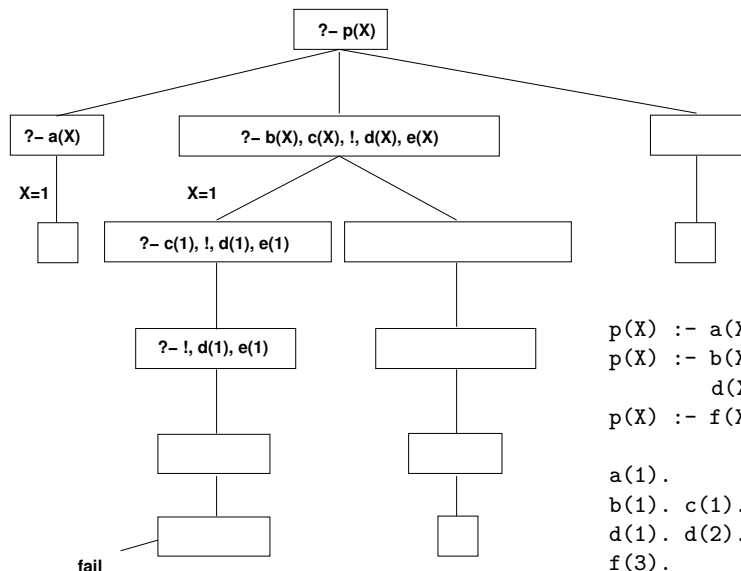 ?– p(X)
?– a(X)
?– b(X), c(X), !, d(X), e(X)
X=1
X=1
?– c(1), !, d(1), e(1)
?– !, d(1), e(1)
fail
p(X) :- a(X
p(X) :- b(X
d(X
p(X) :- f(X
a(1).
b(1). c(1).
d(1). d(2).
f(3).